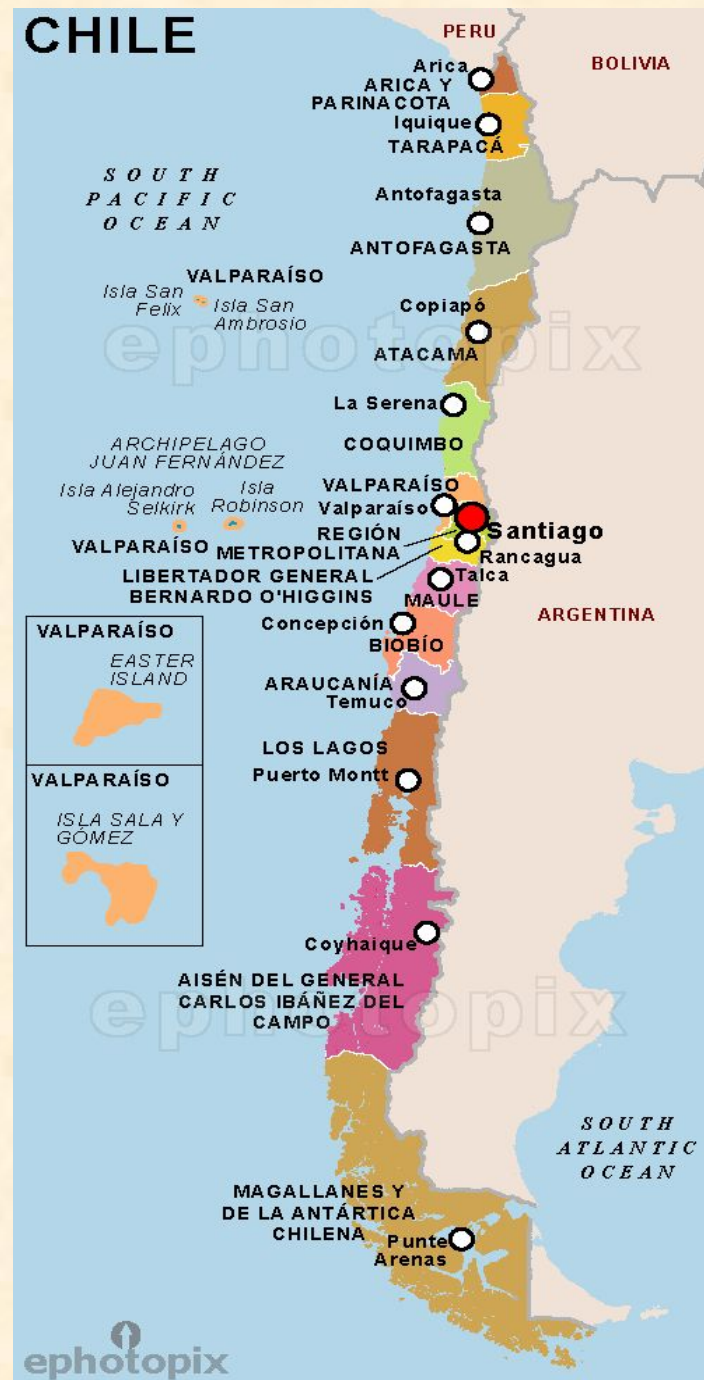 CHILE
PERU
BOLIVIA
Arica
ARICA Y
PARINACOTA
Iquique
TARAPACÁ
SOUTH
PACIFIC
OCEAN
Antofagasta
ANTOFAGASTA
VALPARAÍSO
Isla San
Felix
Isla San
Ambrosio
Copiapó
ephotopix
ATACAMA
La Serena
COQUIMBO
ARCHIPELAGO
JUAN FERNÁNDEZ
Isla Alejandro
Selkirk
Isla
Robinson
VALPARAÍSO
VALPARAÍSO
Valparaíso
REGIÓN
METROPOLITANA
Santiago
Rancagua
LIBERTADOR GENERAL
BERNARDO O'HIGGINS
Talca
MAULE
ARGENTINA
Concepción
BIOBÍO
VALPARAÍSO
EASTER
ISLAND
ARAUCANÍA
Temuco
LOS LAGOS
Puerto Montt
VALPARAÍSO
ISLA SALA Y
GÓMEZ
Coyhaique
AISÉN DEL GENERAL
CARLOS IBÁÑEZ DEL
CAMPO
ephotopix
SOUTH
ATLANTIC
OCEAN
MAGALLANES Y
DE LA ANTÁRTICA
CHILENA
Punte
Arenas
ephotopix